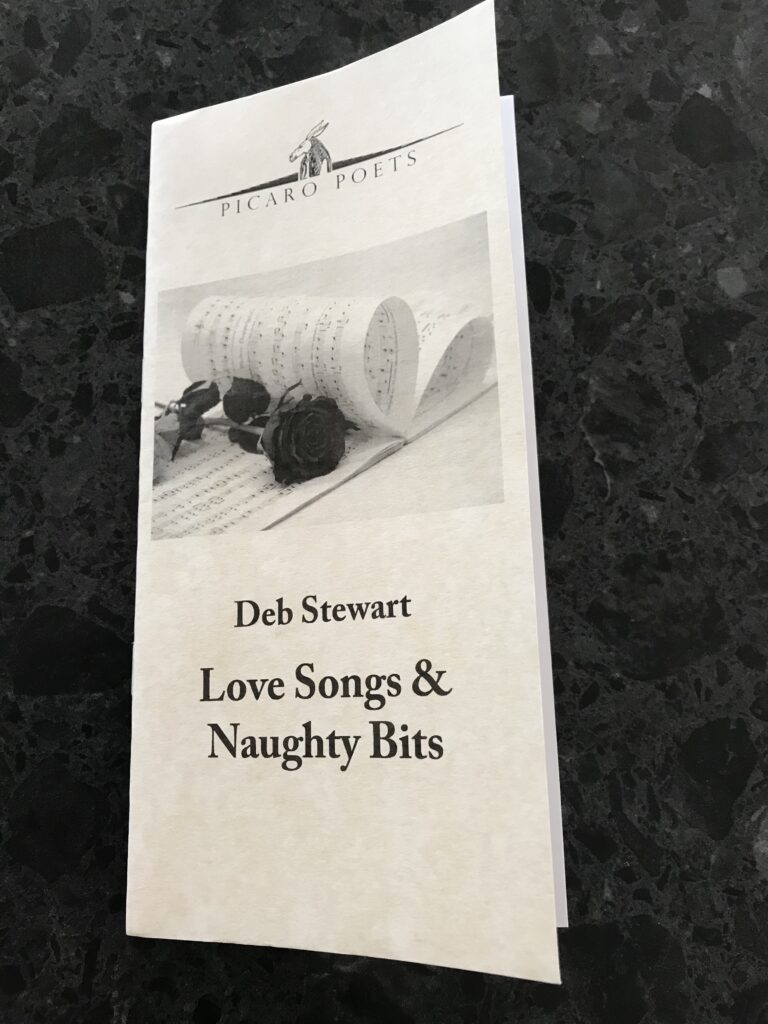 PICARO POETS
Deb Stewart
Love Songs &
Naughty Bits